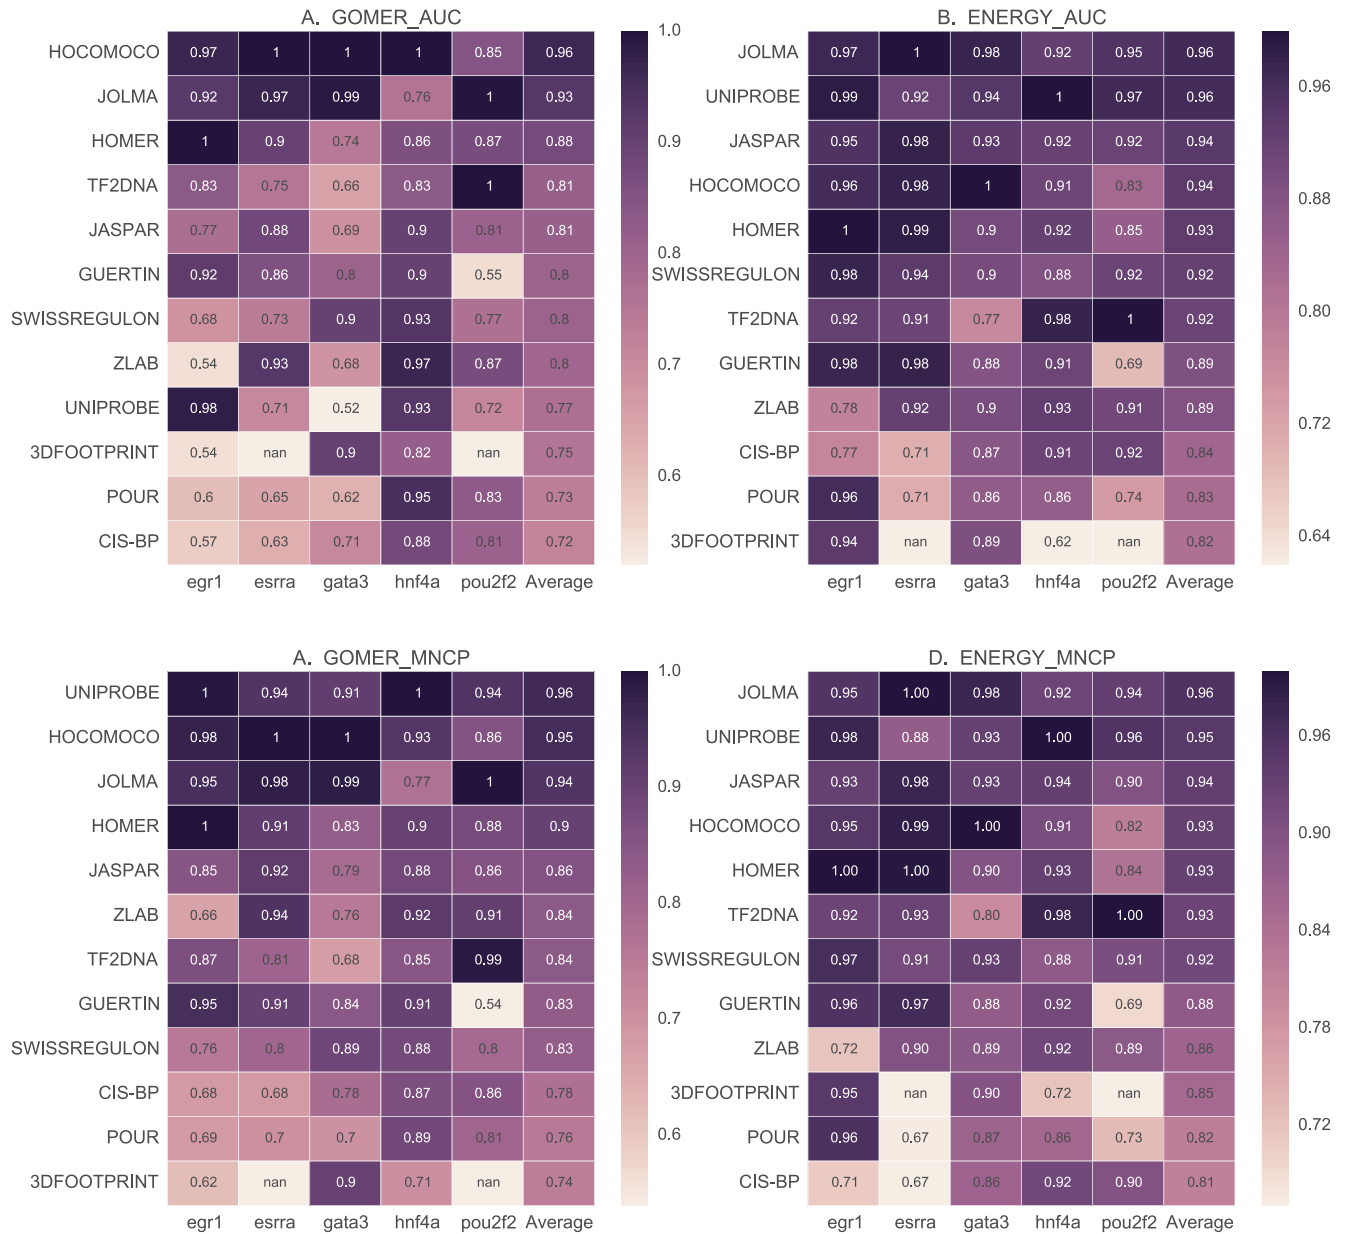 A. GOMER_AUC
HOCOMOCO 0.97 1 1 1 0.85 0.96
JOLMA 0.92 0.97 0.99 0.76 1 0.93
HOMER 1 0.9 0.74 0.86 0.87 0.88
TF2DNA 0.83 0.75 0.66 0.83 1 0.81
JASPAR 0.77 0.88 0.69 0.9 0.81 0.81
GUERTIN 0.92 0.86 0.8 0.9 0.55 0.8
SWISSREGULON 0.68 0.73 0.9 0.93 0.77 0.8
ZLAB 0.54 0.93 0.68 0.97 0.87 0.8
UNIPROBE 0.98 0.71 0.52 0.93 0.72 0.77
3DFOOTPRINT 0.54 nan 0.9 0.82 nan 0.75
POUR 0.6 0.65 0.62 0.95 0.83 0.73
CIS-BP 0.57 0.63 0.71 0.88 0.81 0.72
egr1 esrra gata3 hnf4a pou2f2 Average
1.0
0.9
0.8
0.7
0.6
B. ENERGY_AUC
JOLMA 0.97 1 0.98 0.92 0.95 0.96
UNIPROBE 0.99 0.92 0.94 1 0.97 0.96
JASPAR 0.95 0.98 0.93 0.92 0.92 0.94
HOCOMOCO 0.96 0.98 1 0.91 0.83 0.94
HOMER 1 0.99 0.9 0.92 0.85 0.93
SWISSREGULON 0.98 0.94 0.9 0.88 0.92 0.92
TF2DNA 0.92 0.91 0.77 0.98 1 0.92
GUERTIN 0.98 0.98 0.88 0.91 0.69 0.89
ZLAB 0.78 0.92 0.9 0.93 0.91 0.89
CIS-BP 0.77 0.71 0.87 0.91 0.92 0.84
POUR 0.96 0.71 0.86 0.86 0.74 0.83
3DFOOTPRINT 0.94 nan 0.89 0.62 nan 0.82
egr1 esrra gata3 hnf4a pou2f2 Average
0.96
0.88
0.80
0.72
0.64
A. GOMER_MNCP
UNIPROBE 1 0.94 0.91 1 0.94 0.96
HOCOMOCO 0.98 1 1 0.93 0.86 0.95
JOLMA 0.95 0.98 0.99 0.77 1 0.94
HOMER 1 0.91 0.83 0.9 0.88 0.9
JASPAR 0.85 0.92 0.79 0.88 0.86 0.86
ZLAB 0.66 0.94 0.76 0.92 0.91 0.84
TF2DNA 0.87 0.81 0.68 0.85 0.99 0.84
GUERTIN 0.95 0.91 0.84 0.91 0.54 0.83
SWISSREGULON 0.76 0.8 0.89 0.88 0.8 0.83
CIS-BP 0.68 0.68 0.78 0.87 0.86 0.78
POUR 0.69 0.7 0.7 0.89 0.81 0.76
3DFOOTPRINT 0.62 nan 0.9 0.71 nan 0.74
egr1 esrra gata3 hnf4a pou2f2 Average
1.0
0.9
0.8
0.7
0.6
D. ENERGY_MNCP
JOLMA 0.95 1.00 0.98 0.92 0.94 0.96
UNIPROBE 0.98 0.88 0.93 1.00 0.96 0.95
JASPAR 0.93 0.98 0.93 0.94 0.90 0.94
HOCOMOCO 0.95 0.99 1.00 0.91 0.82 0.93
HOMER 1.00 1.00 0.90 0.93 0.84 0.93
TF2DNA 0.92 0.93 0.80 0.98 1.00 0.93
SWISSREGULON 0.97 0.91 0.93 0.88 0.91 0.92
GUERTIN 0.96 0.97 0.88 0.92 0.69 0.88
ZLAB 0.72 0.90 0.89 0.92 0.89 0.86
3DFOOTPRINT 0.95 nan 0.90 0.72 nan 0.85
POUR 0.96 0.67 0.87 0.86 0.73 0.82
CIS-BP 0.71 0.67 0.86 0.92 0.90 0.81
egr1 esrra gata3 hnf4a pou2f2 Average
0.96
0.90
0.84
0.78
0.72